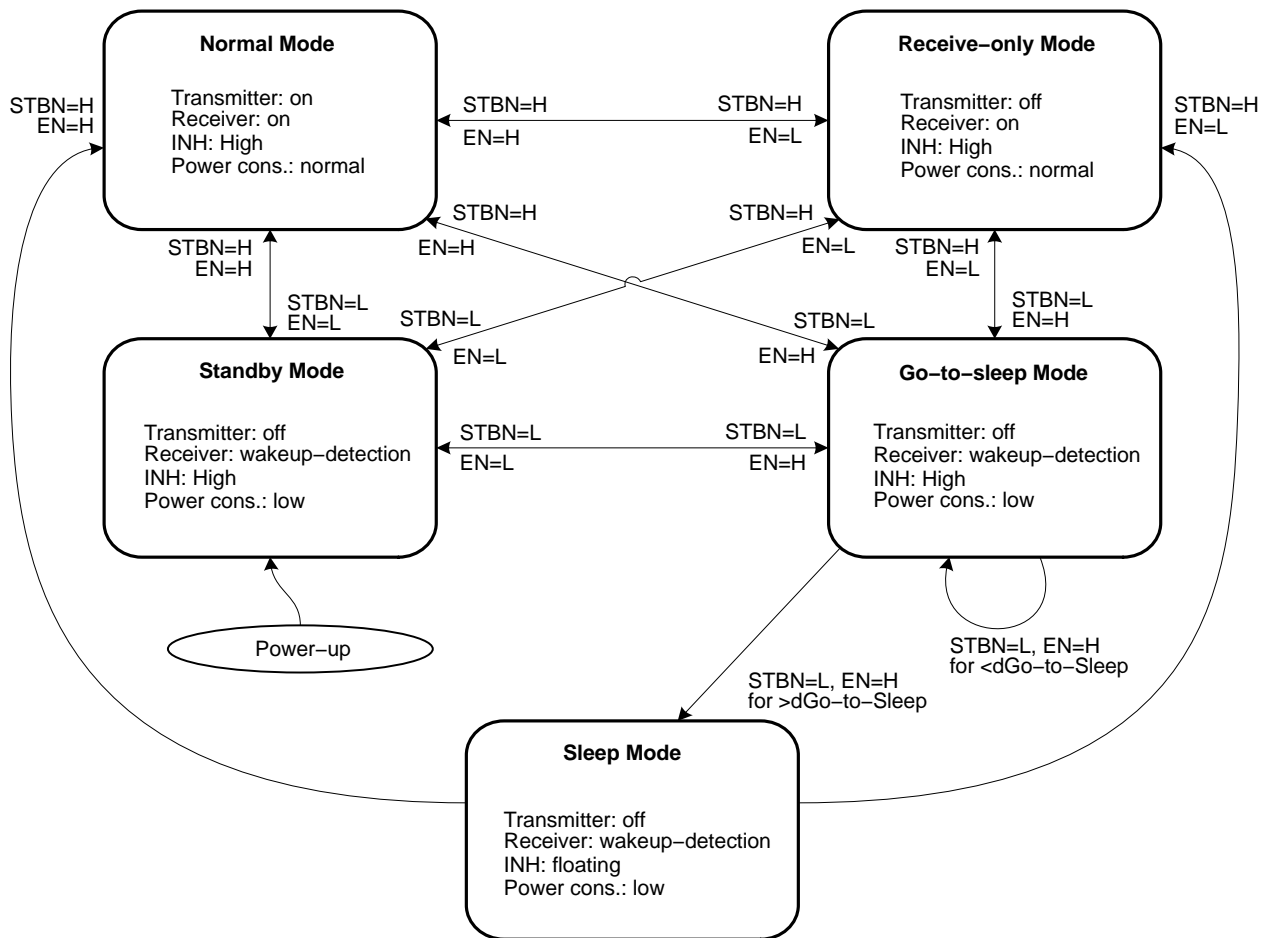 Normal Mode
Transmitter: on
Receiver: on
INH: High
Power cons.: normal
Receive−only Mode
Transmitter: off
Receiver: on
INH: High
Power cons.: normal
STBN=H
EN=H
STBN=H
EN=H
STBN=H
EN=L
STBN=H
EN=L
STBN=H
EN=H
STBN=H
EN=L
STBN=H
EN=H
STBN=L
EN=L
STBN=H
EN=L
STBN=L
EN=H
STBN=L
EN=L
STBN=L
EN=H
Standby Mode
Transmitter: off
Receiver: wakeup−detection
INH: High
Power cons.: low
STBN=L
EN=L
STBN=L
EN=H
Go−to−sleep Mode
Transmitter: off
Receiver: wakeup−detection
INH: High
Power cons.: low
Power−up
STBN=L, EN=H
for <dGo−to−Sleep
STBN=L, EN=H
for >dGo−to−Sleep
Sleep Mode
Transmitter: off
Receiver: wakeup−detection
INH: floating
Power cons.: low